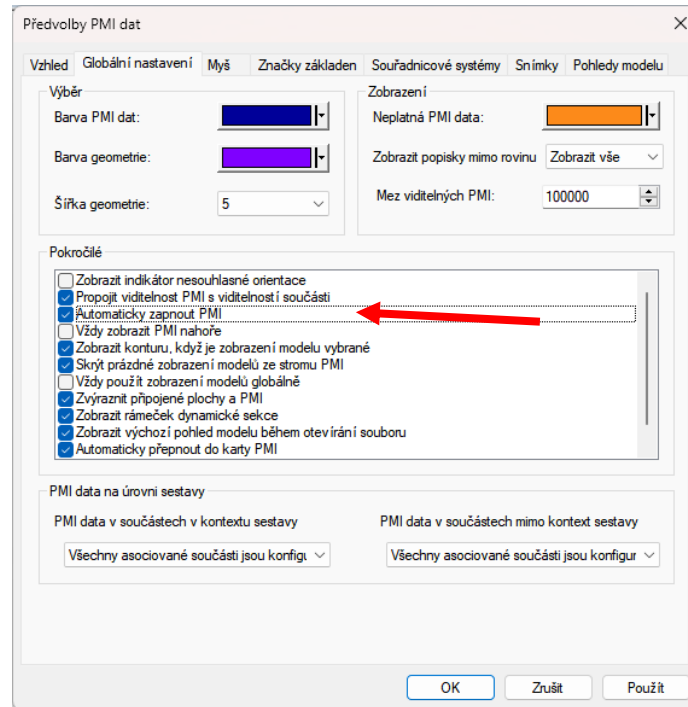 Předvolby PMI dat
Vzhled Globální nastavení Myš Značky základen Souřadnicové systémy Snímky Pohledy modelu
Výběr
Barva PMI dat:
Barva geometrie:
Šířka geometrie: 5
Zobrazení
Neplatná PMI data:
Zobrazit popisky mimo rovinu Zobrazit vše
Mez viditelných PMI: 100000
Pokročilé
Zobrazit indikátor nesouhlasné orientace
Propojit viditelnost PMI s viditelností součásti
Automaticky zapnout PMI
Vždy zobrazit PMI nahoře
Zobrazit konturu, když je zobrazení modelu vybrané
Skrýt prázdné zobrazení modelů ze stromu PMI
Vždy použít zobrazení modelů globálně
Zvýraznit připojené plochy a PMI
Zobrazit rámeček dynamické sekce
Zobrazit výchozí pohled modelu během otevírání souboru
Automaticky přepnout do karty PMI
PMI data na úrovni sestavy
PMI data v součástech v kontextu sestavy
Všechny asociované součásti jsou konfigu
PMI data v součástech mimo kontext sestavy
Všechny asociované součásti jsou konfigur
OK Zrušit Použít